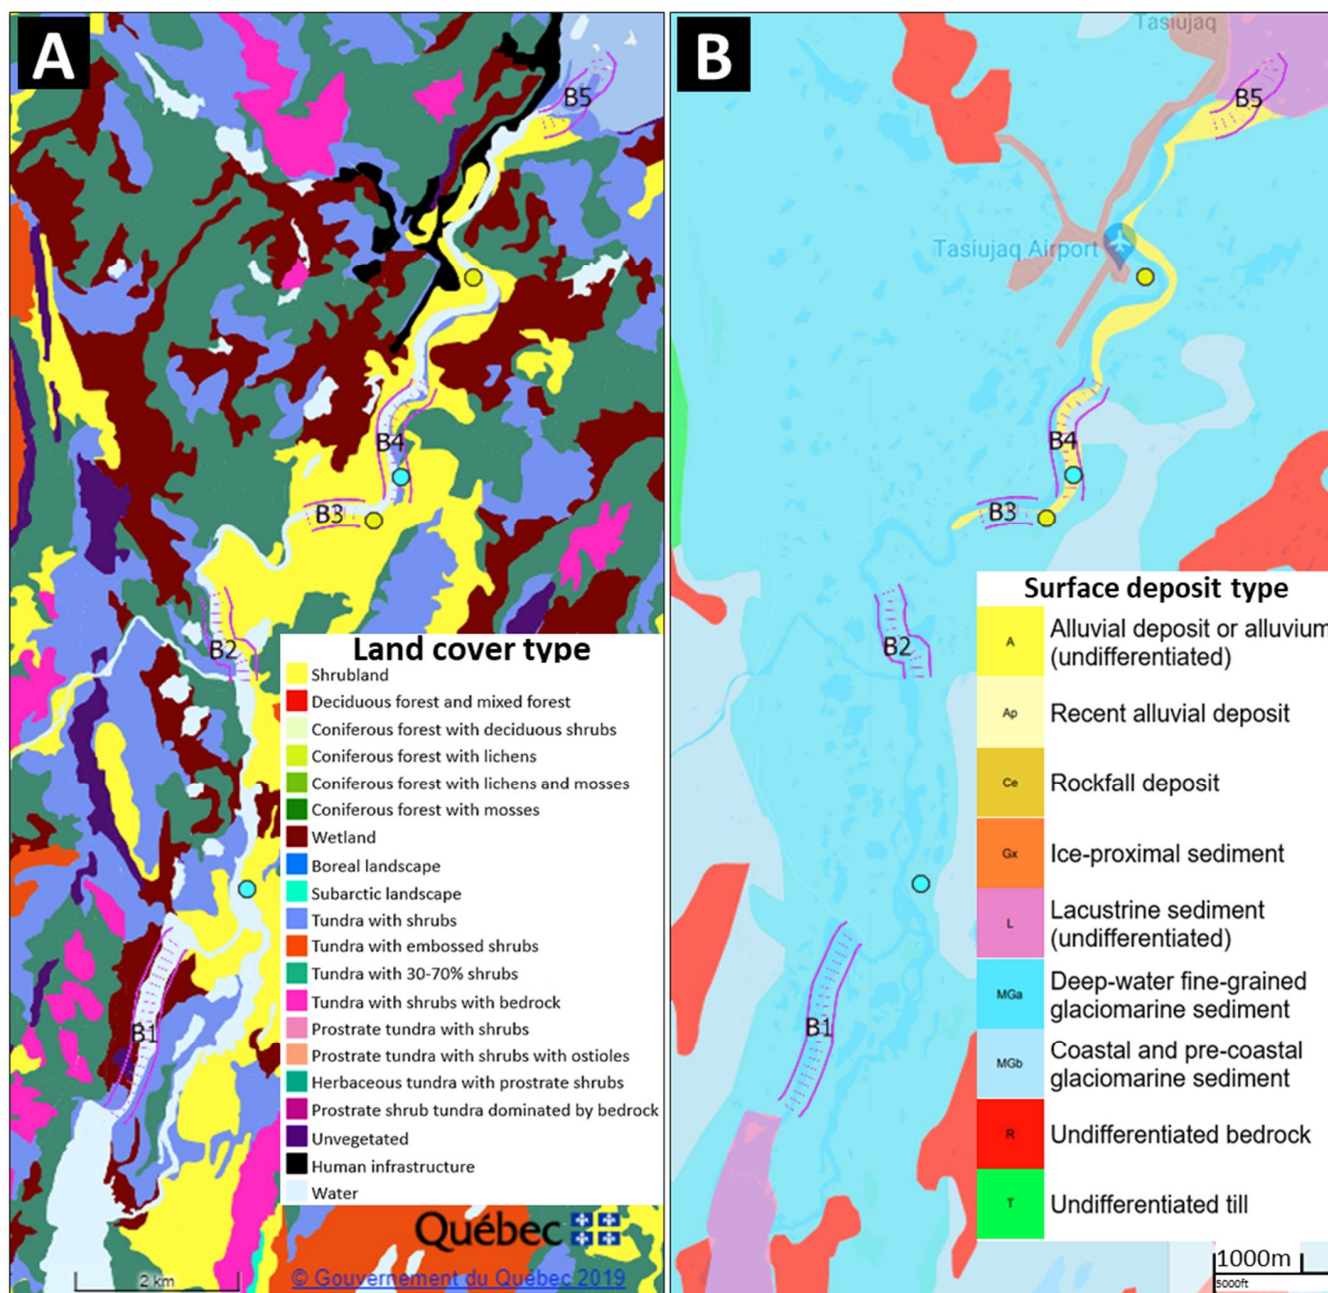 A
B5
B4
B3
B2
B1
Land cover type
Shrubland
Deciduous forest and mixed forest
Coniferous forest with deciduous shrubs
Coniferous forest with lichens
Coniferous forest with lichens and mosses
Coniferous forest with mosses
Wetland
Boreal landscape
Subarctic landscape
Tundra with shrubs
Tundra with embossed shrubs
Tundra with 30-70% shrubs
Tundra with shrubs with bedrock
Prostrate tundra with shrubs
Prostrate tundra with shrubs with ostioles
Herbaceous tundra with prostrate shrubs
Prostrate shrub tundra dominated by bedrock
Unvegetated
Human infrastructure
Water
Québec
2 km
© Gouvernement du Québec 2019
B
Tasiujaq
B5
Tasiujaq Airport
B4
B3
B2
B1
Surface deposit type
A Alluvial deposit or alluvium
(undifferentiated)
Ap Recent alluvial deposit
Ce Rockfall deposit
Gx Ice-proximal sediment
L Lacustrine sediment
(undifferentiated)
MGa Deep-water fine-grained
glaciomarine sediment
MGb Coastal and pre-coastal
glaciomarine sediment
R Undifferentiated bedrock
T Undifferentiated till
1000m
5000ft